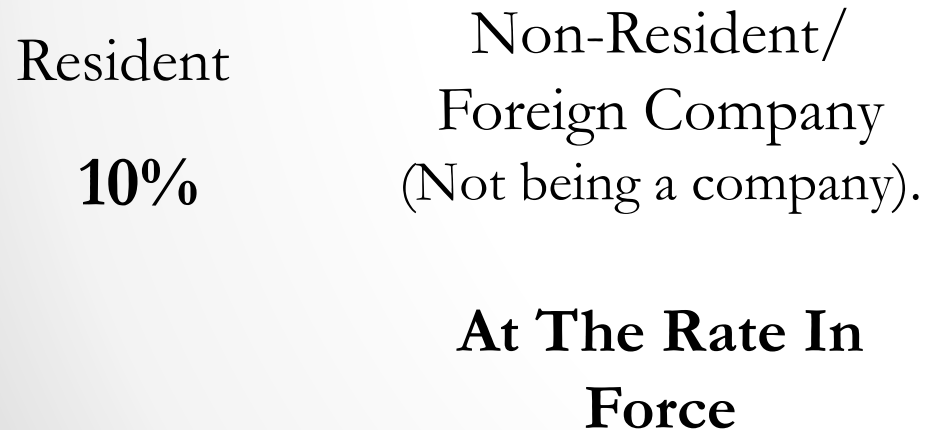 Resident
10%
Non-Resident/
Foreign Company
(Not being a company).
At The Rate In
Force